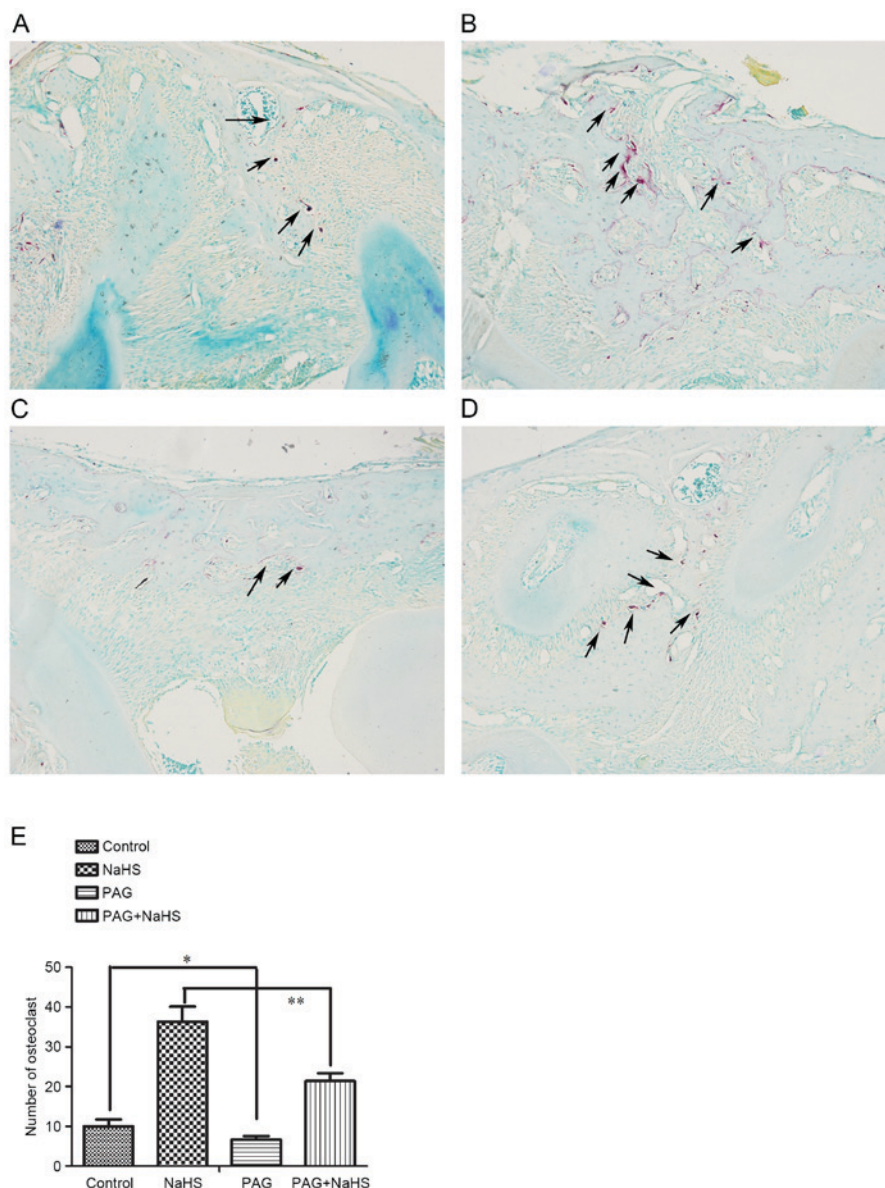 A
B
C
D
E
Control
NaHS
PAG
PAG+NaHS
*
**
50
40
30
20
10
0
Number of osteoclast
Control NaHS PAG PAG+NaHS